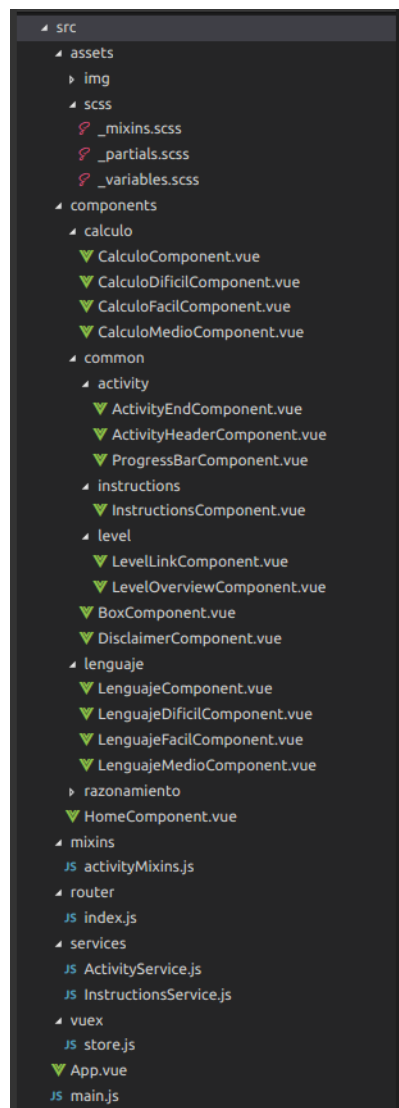 src
assets
img
scss
_mixins.scss
_partials.scss
_variables.scss
components
calculo
CalculoComponent.vue
CalculoDificilComponent.vue
CalculoFacilComponent.vue
CalculoMedioComponent.vue
common
activity
ActivityEndComponent.vue
ActivityHeaderComponent.vue
ProgressBarComponent.vue
instructions
InstructionsComponent.vue
level
LevelLinkComponent.vue
LevelOverviewComponent.vue
BoxComponent.vue
DisclaimerComponent.vue
lenguaje
LenguajeComponent.vue
LenguajeDificilComponent.vue
LenguajeFacilComponent.vue
LenguajeMedioComponent.vue
razonamiento
HomeComponent.vue
mixins
JS activityMixins.js
router
JS index.js
services
JS ActivityService.js
JS InstructionsService.js
vuex
JS store.js
App.vue
JS main.js